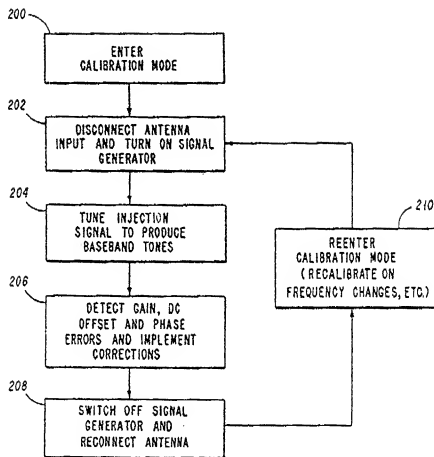 200
ENTER
CALIBRATION MODE
202
DISCONNECT ANTENNA
INPUT AND TURN ON SIGNAL
GENERATOR
204
TUNE INJECTION
SIGNAL TO PRODUCE
BASEBAND TONES
210
REENTER
CALIBRATION MODE
(RECALIBRATE ON
FREQUENCY CHANGES, ETC.)
206
DETECT GAIN, DC
OFFSET AND PHASE
ERRORS AND IMPLEMENT
CORRECTIONS
208
SWITCH OFF SIGNAL
GENERATOR AND
RECONNECT ANTENNA